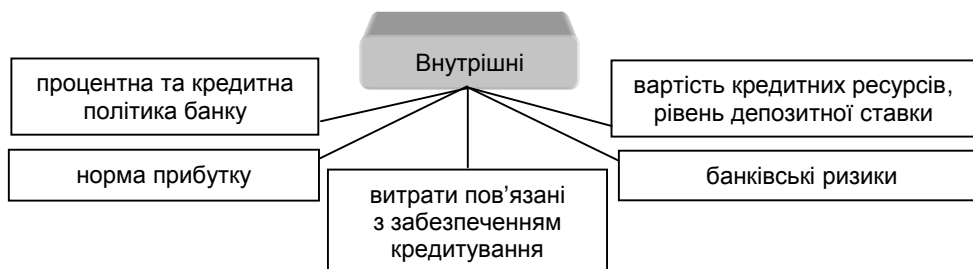 Внутрішні
процентна та кредитна
політика банку
вартість кредитних ресурсів,
рівень депозитної ставки
норма прибутку
витрати пов’язані
з забезпеченням
кредитування
банківські ризики